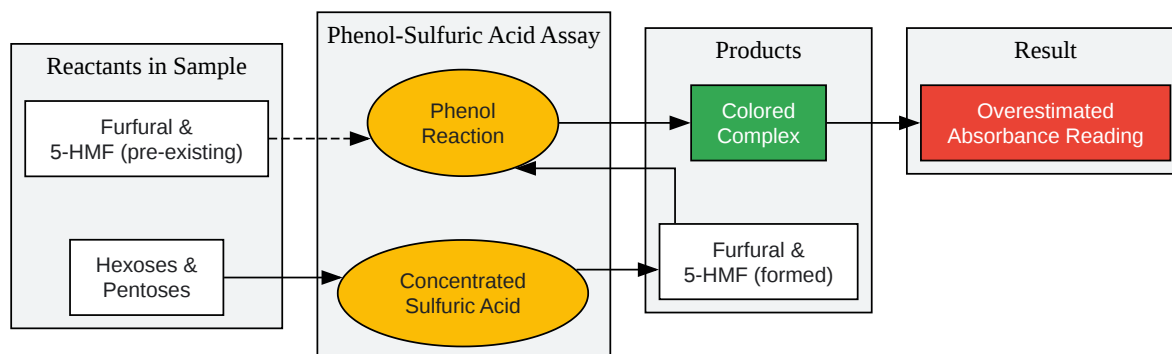 Reactants in Sample
Furfural &
5-HMF (pre-existing)
Hexoses &
Pentoses
Phenol-Sulfuric Acid Assay
Phenol
Reaction
Concentrated
Sulfuric Acid
Products
Colored
Complex
Furfural &
5-HMF (formed)
Result
Overestimated
Absorbance Reading